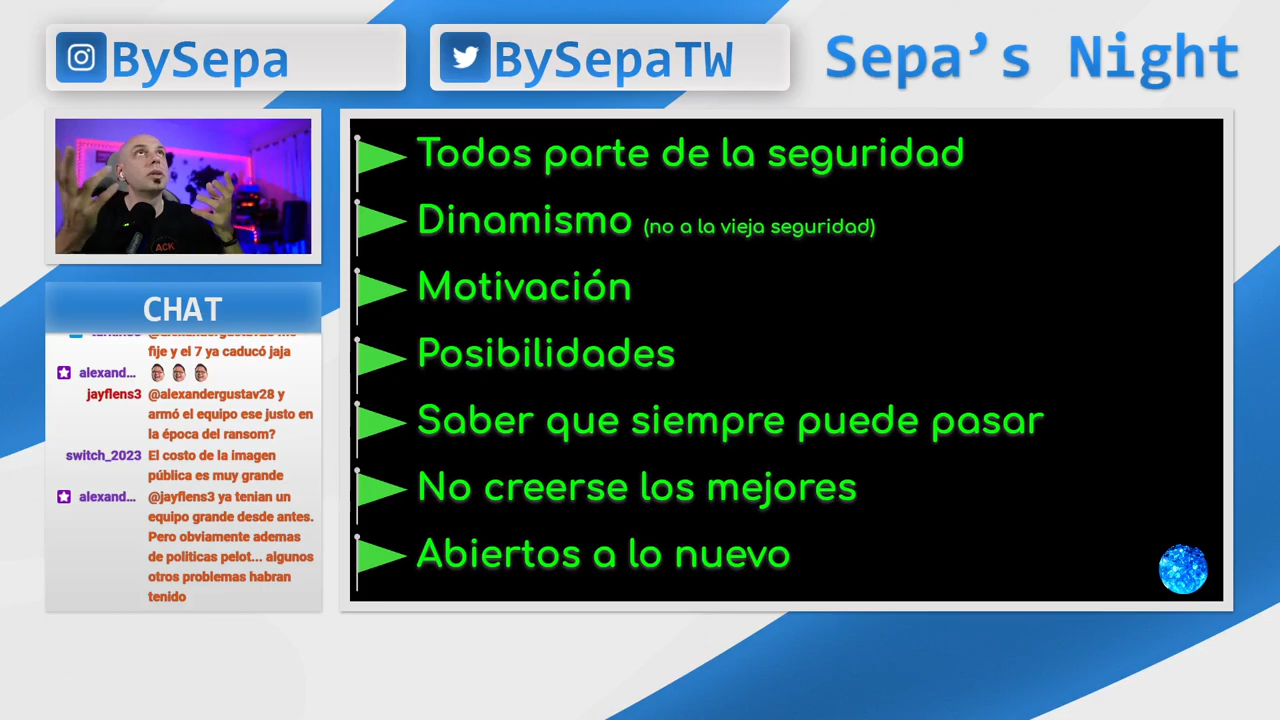 BySepa
BySepaTW
Sepa’s Night
ACK
CHAT
fije y el 7 ya caducó jaja
alexand...
jayflens3 @alexandergustav28 y
armó el equipo ese justo en
la época del ransom?
switch_2023 El costo de la imagen
pública es muy grande
alexand... @jayflens3 ya tenian un
equipo grande desde antes.
Pero obviamente ademas
de politicas pelot... algunos
otros problemas habran
tenido
Todos parte de la seguridad
Dinamismo (no a la vieja seguridad)
Motivación
Posibilidades
Saber que siempre puede pasar
No creerse los mejores
Abiertos a lo nuevo